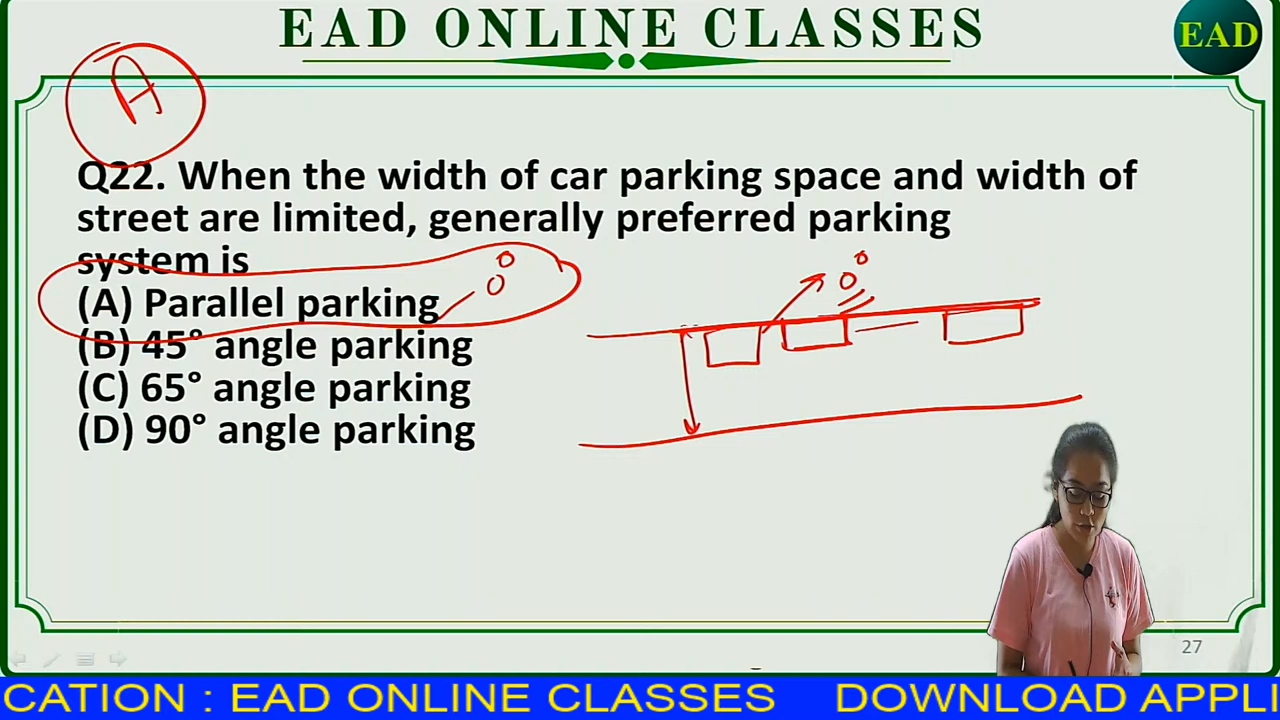 EAD ONLINE CLASSES
EAD
A
Q22. When the width of car parking space and width of
street are limited, generally preferred parking
system is
(A) Parallel parking 0°
0°
(B) 45° angle parking
(C) 65° angle parking
(D) 90° angle parking
27
CATION : EAD ONLINE CLASSES DOWNLOAD APPLI